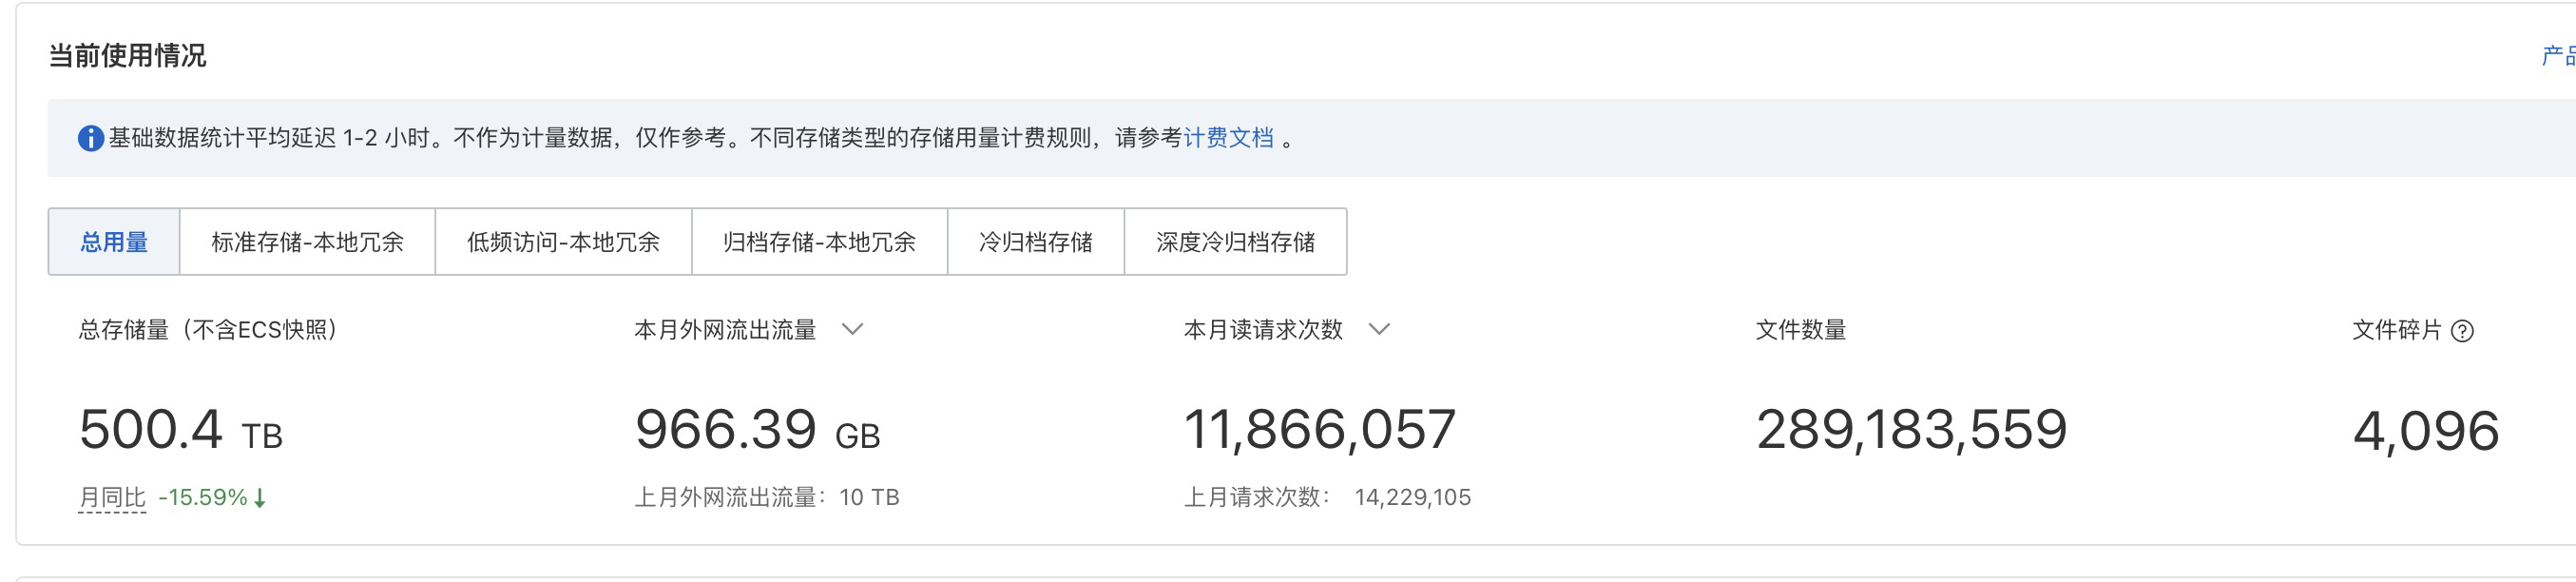 当前使用情况
产品
基础数据统计平均延迟 1-2 小时。不作为计量数据，仅作参考。不同存储类型的存储用量计费规则，请参考计费文档 。
总用量 标准存储-本地冗余 低频访问-本地冗余 归档存储-本地冗余 冷归档存储 深度冷归档存储
总存储量（不含ECS快照） 本月外网流出流量 本月读请求次数 文件数量 文件碎片
500.4 TB 966.39 GB 11,866,057 289,183,559 4,096
月同比 -15.59% 上月外网流出流量： 10 TB 上月请求次数： 14,229,105